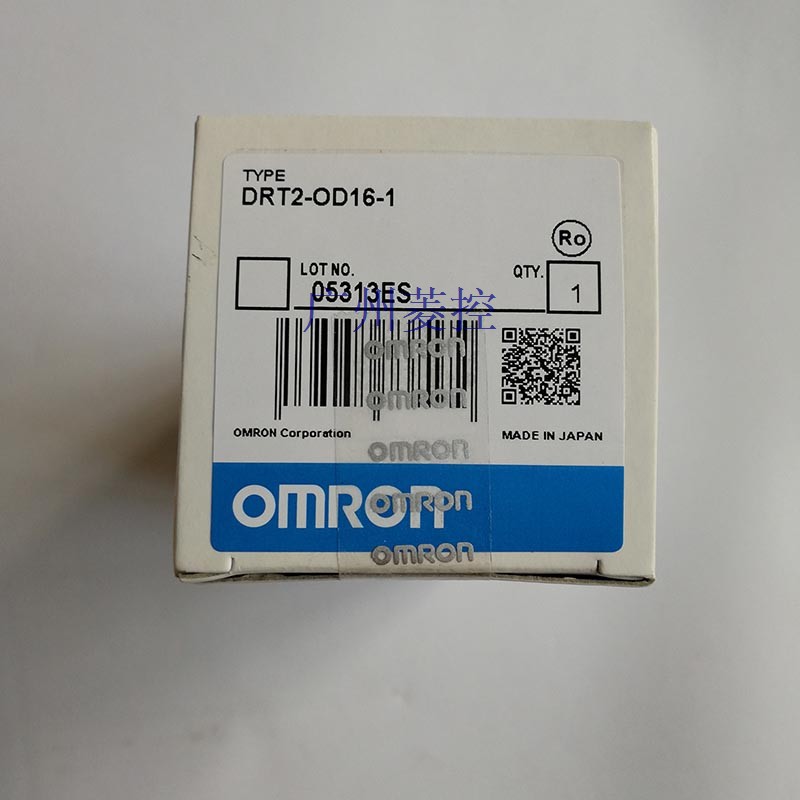 TYPE
DRT2-OD16-1
Ro
LOT NO.
05313ES
QTY.
1
广州菱控
OMRON
OMRON
OMRON Corporation
MADE IN JAPAN
OMRON
OMRON
OMRON
OMRON